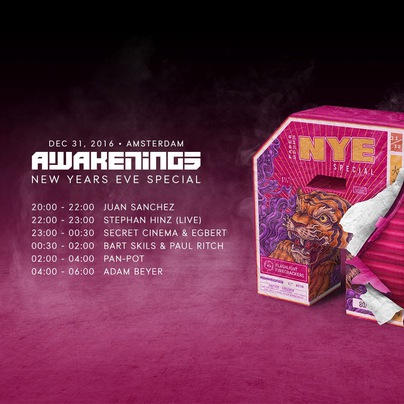 DEC 31, 2016 • AMSTERDAM
AWAKENINGS
NEW YEARS EVE SPECIAL
20:00 - 22:00 JUAN SANCHEZ
22:00 - 23:00 STEPHAN HINZ (LIVE)
23:00 - 00:30 SECRET CINEMA & EGBERT
00:30 - 02:00 BART SKILS & PAUL RITCH
02:00 - 04:00 PAN-POT
04:00 - 06:00 ADAM BEYER
NYE
SPECIAL
FLASHLIGHT
FIRECRACKERS